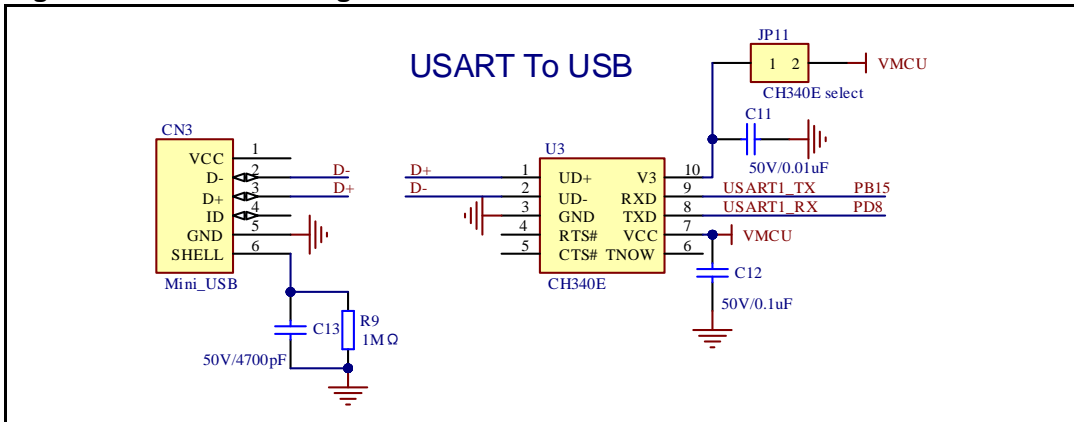 USART To USB
JP11
1 2
VMCU
CH340E select
C11
50V/0.01uF
CN3
VCC 1
D- 2 D-
D+ 3 D+
ID 4
GND 5
SHELL 6
Mini_USB
C13
50V/4700pF
R9
1MΩ
U3
D+ 1 UD+ V3 10
D- 2 UD- RXD 9 USART1_TX PB15
3 GND TXD 8 USART1_RX PD8
4 RTS# VCC 7 VMCU
5 CTS# TNOW 6
CH340E
C12
50V/0.1uF